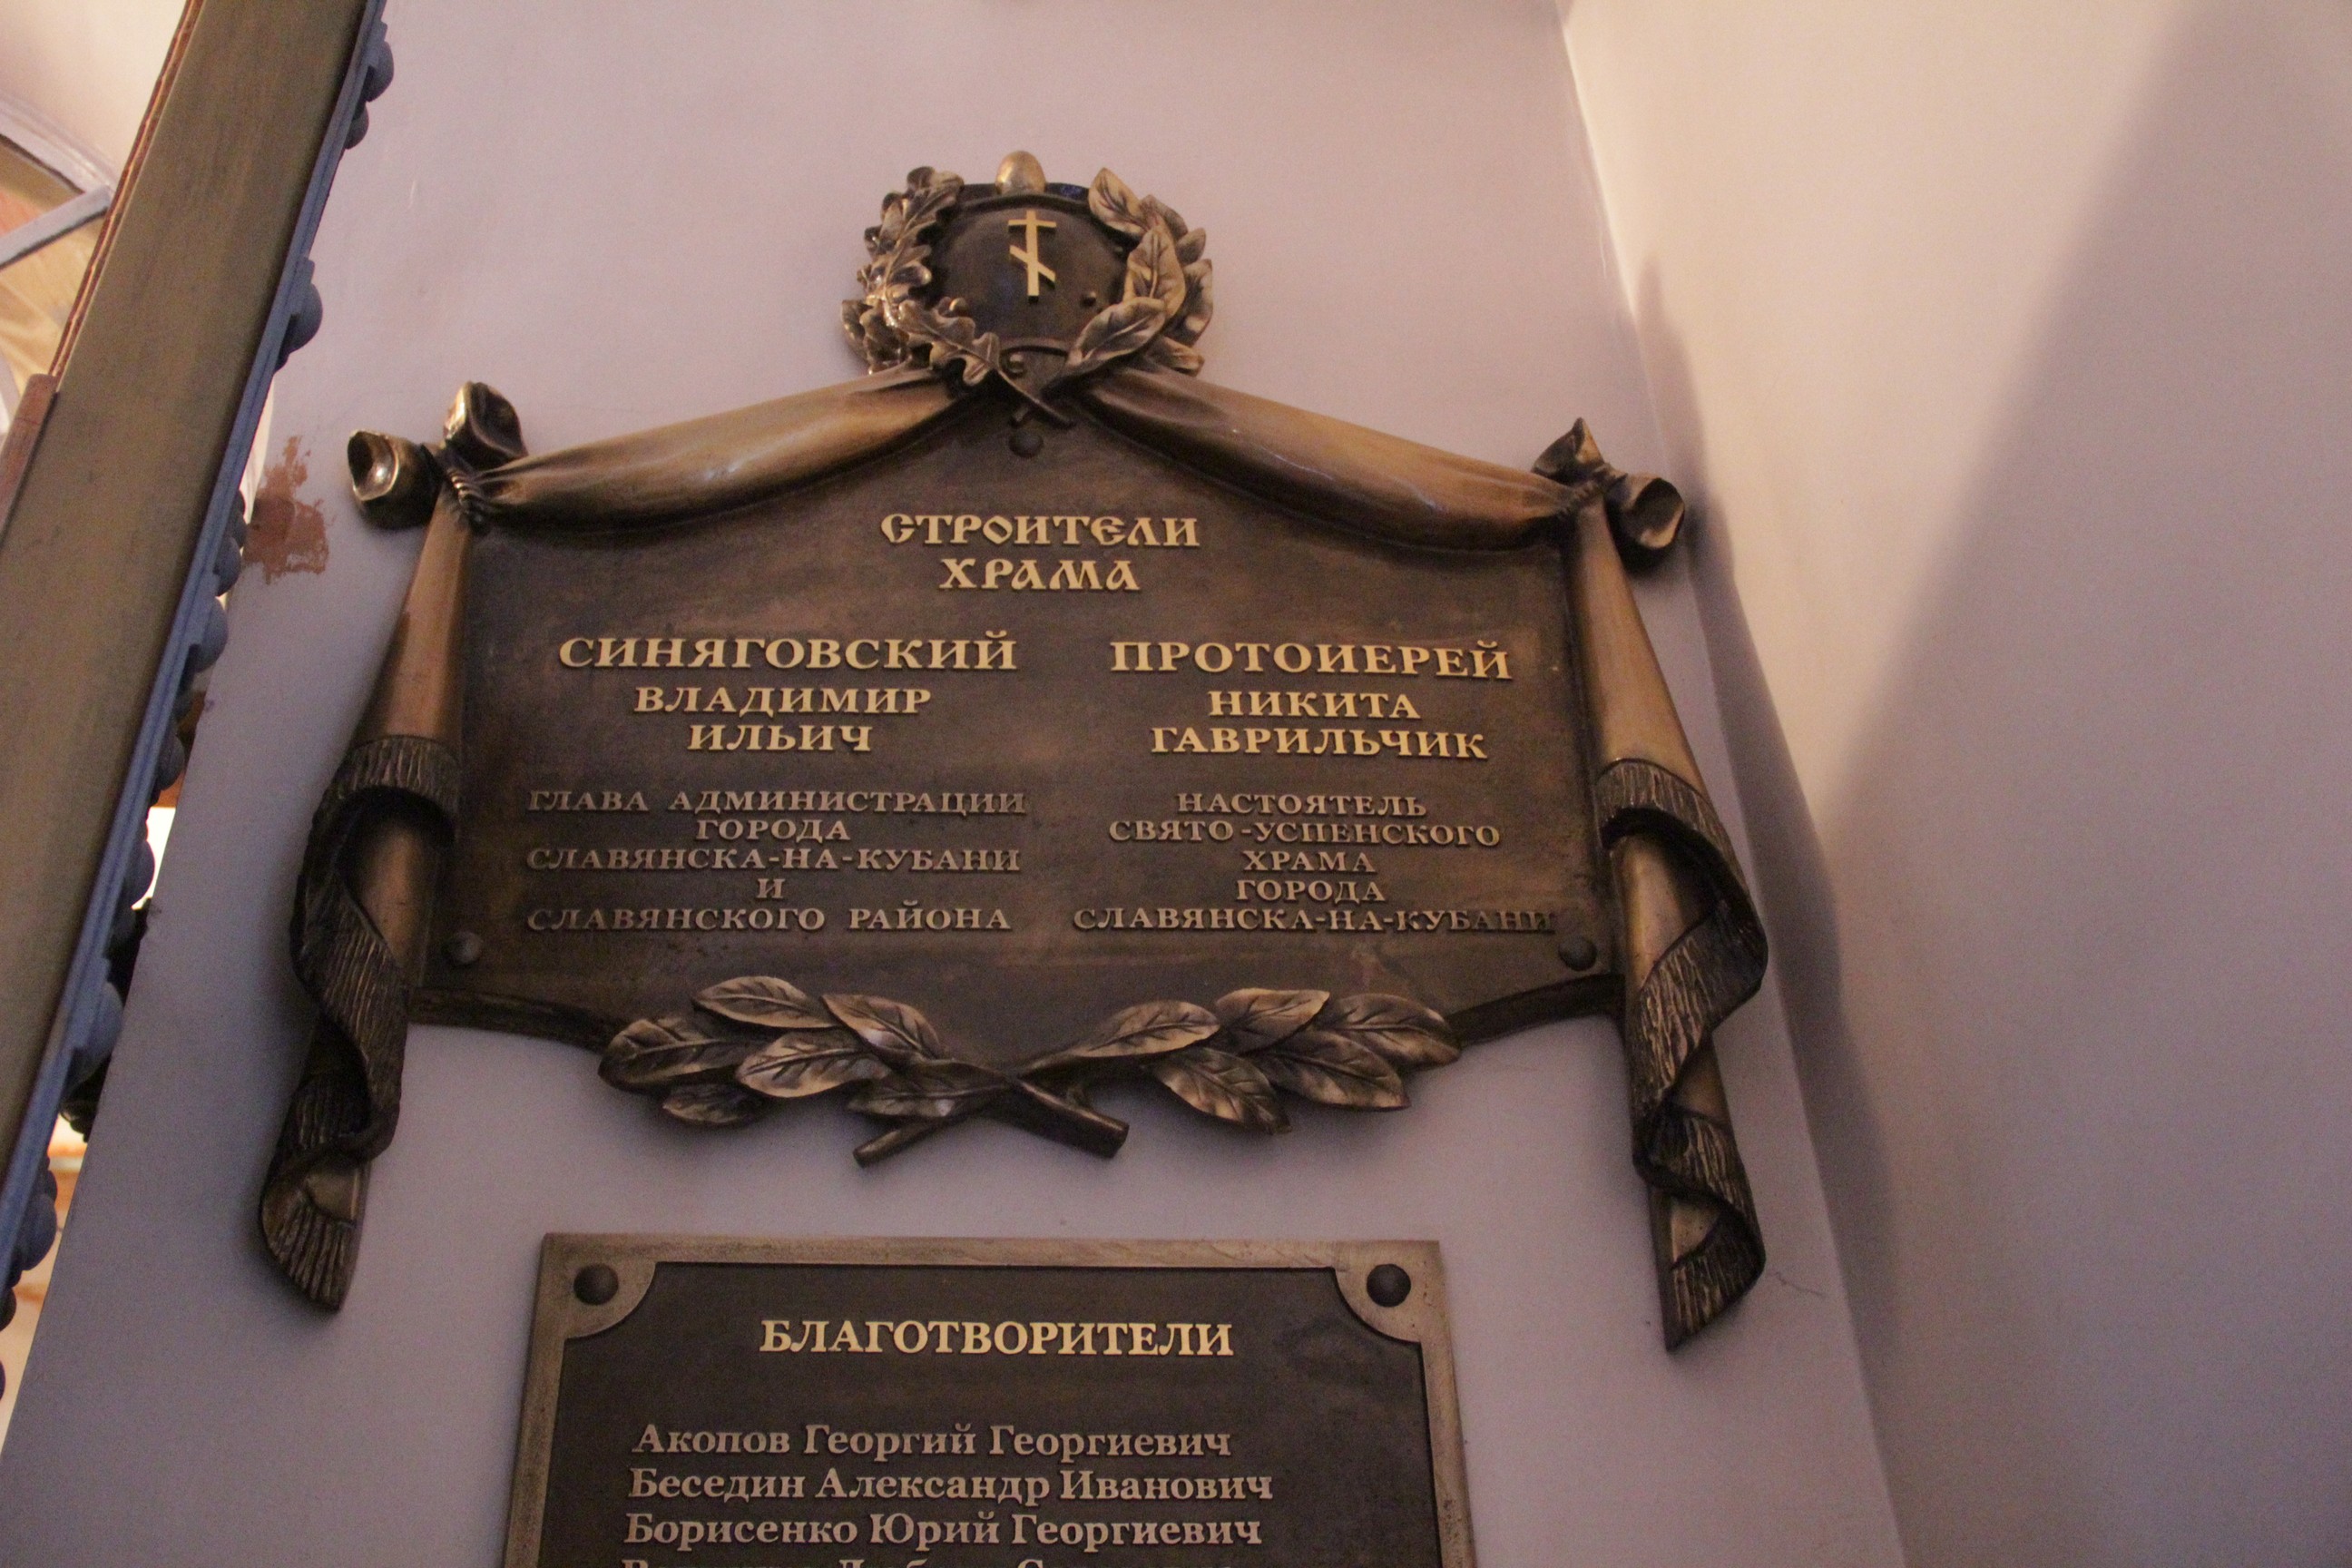 СТРОИТЕЛИ
ХРАМА
СИНЯГОВСКИЙ
ВЛАДИМИР
ИЛЬИЧ
ГЛАВА АДМИНИСТРАЦИИ
ГОРОДА
СЛАВЯНСКА-НА-КУБАНИ
И
СЛАВЯНСКОГО РАЙОНА
ПРОТОИЕРЕЙ
НИКИТА
ГАВРИЛЬЧИК
НАСТОЯТЕЛЬ
СВЯТО-УСПЕНСКОГО
ХРАМА
ГОРОДА
СЛАВЯНСКА-НА-КУБАНИ
БЛАГОТВОРИТЕЛИ
Акопов Георгий Георгиевич
Беседин Александр Иванович
Борисенко Юрий Георгиевич